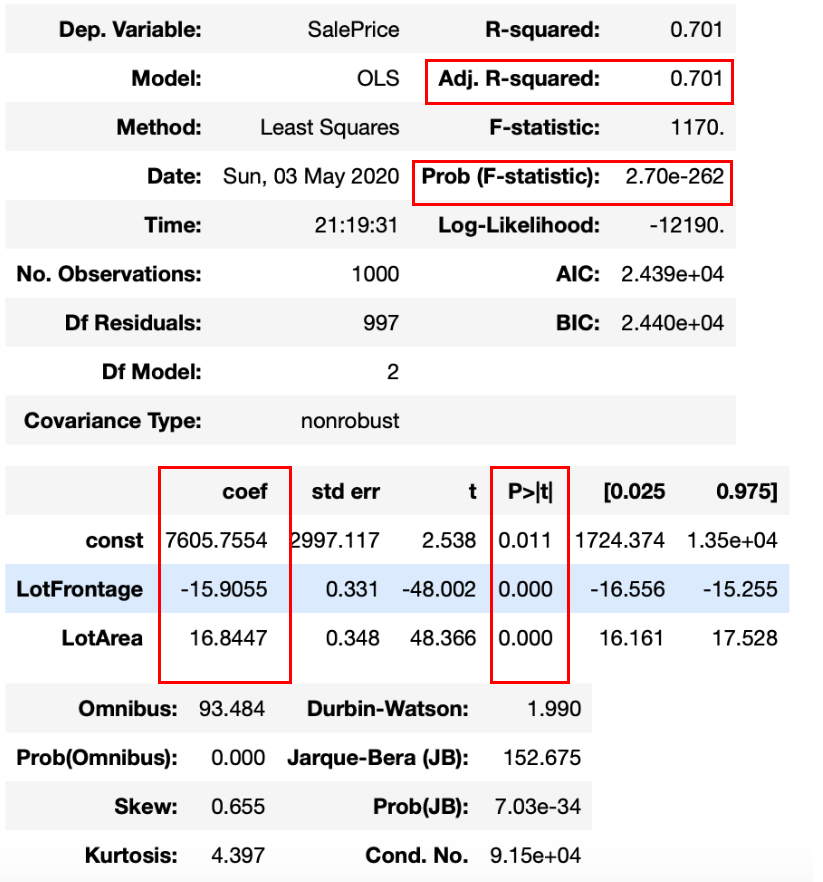 Dep. Variable: SalePrice R-squared: 0.701
Model: OLS Adj. R-squared: 0.701
Method: Least Squares F-statistic: 1170.
Date: Sun, 03 May 2020 Prob (F-statistic): 2.70e-262
Time: 21:19:31 Log-Likelihood: -12190.
No. Observations: 1000 AIC: 2.439e+04
Df Residuals: 997 BIC: 2.440e+04
Df Model: 2
Covariance Type: nonrobust
coef std err t P>|t| [0.025 0.975]
const 7605.7554 2997.117 2.538 0.011 1724.374 1.35e+04
LotFrontage -15.9055 0.331 -48.002 0.000 -16.556 -15.255
LotArea 16.8447 0.348 48.366 0.000 16.161 17.528
Omnibus: 93.484 Durbin-Watson: 1.990
Prob(Omnibus): 0.000 Jarque-Bera (JB): 152.675
Skew: 0.655 Prob(JB): 7.03e-34
Kurtosis: 4.397 Cond. No. 9.15e+04